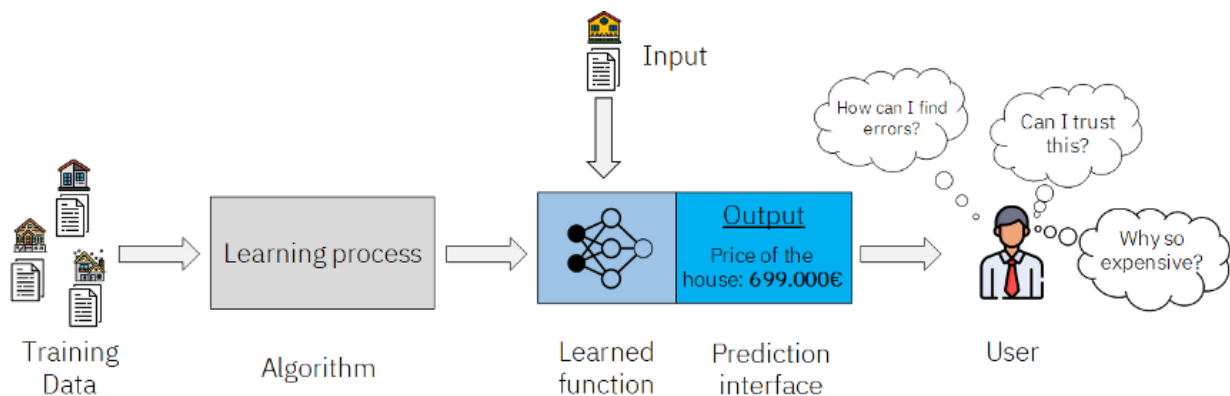 Input
How can I find
errors?
Can I trust
this?
Why so
expensive?
Learning process
Output
Price of the
house: 699.000€
Training
Data
Algorithm
Learned
function
Prediction
interface
User